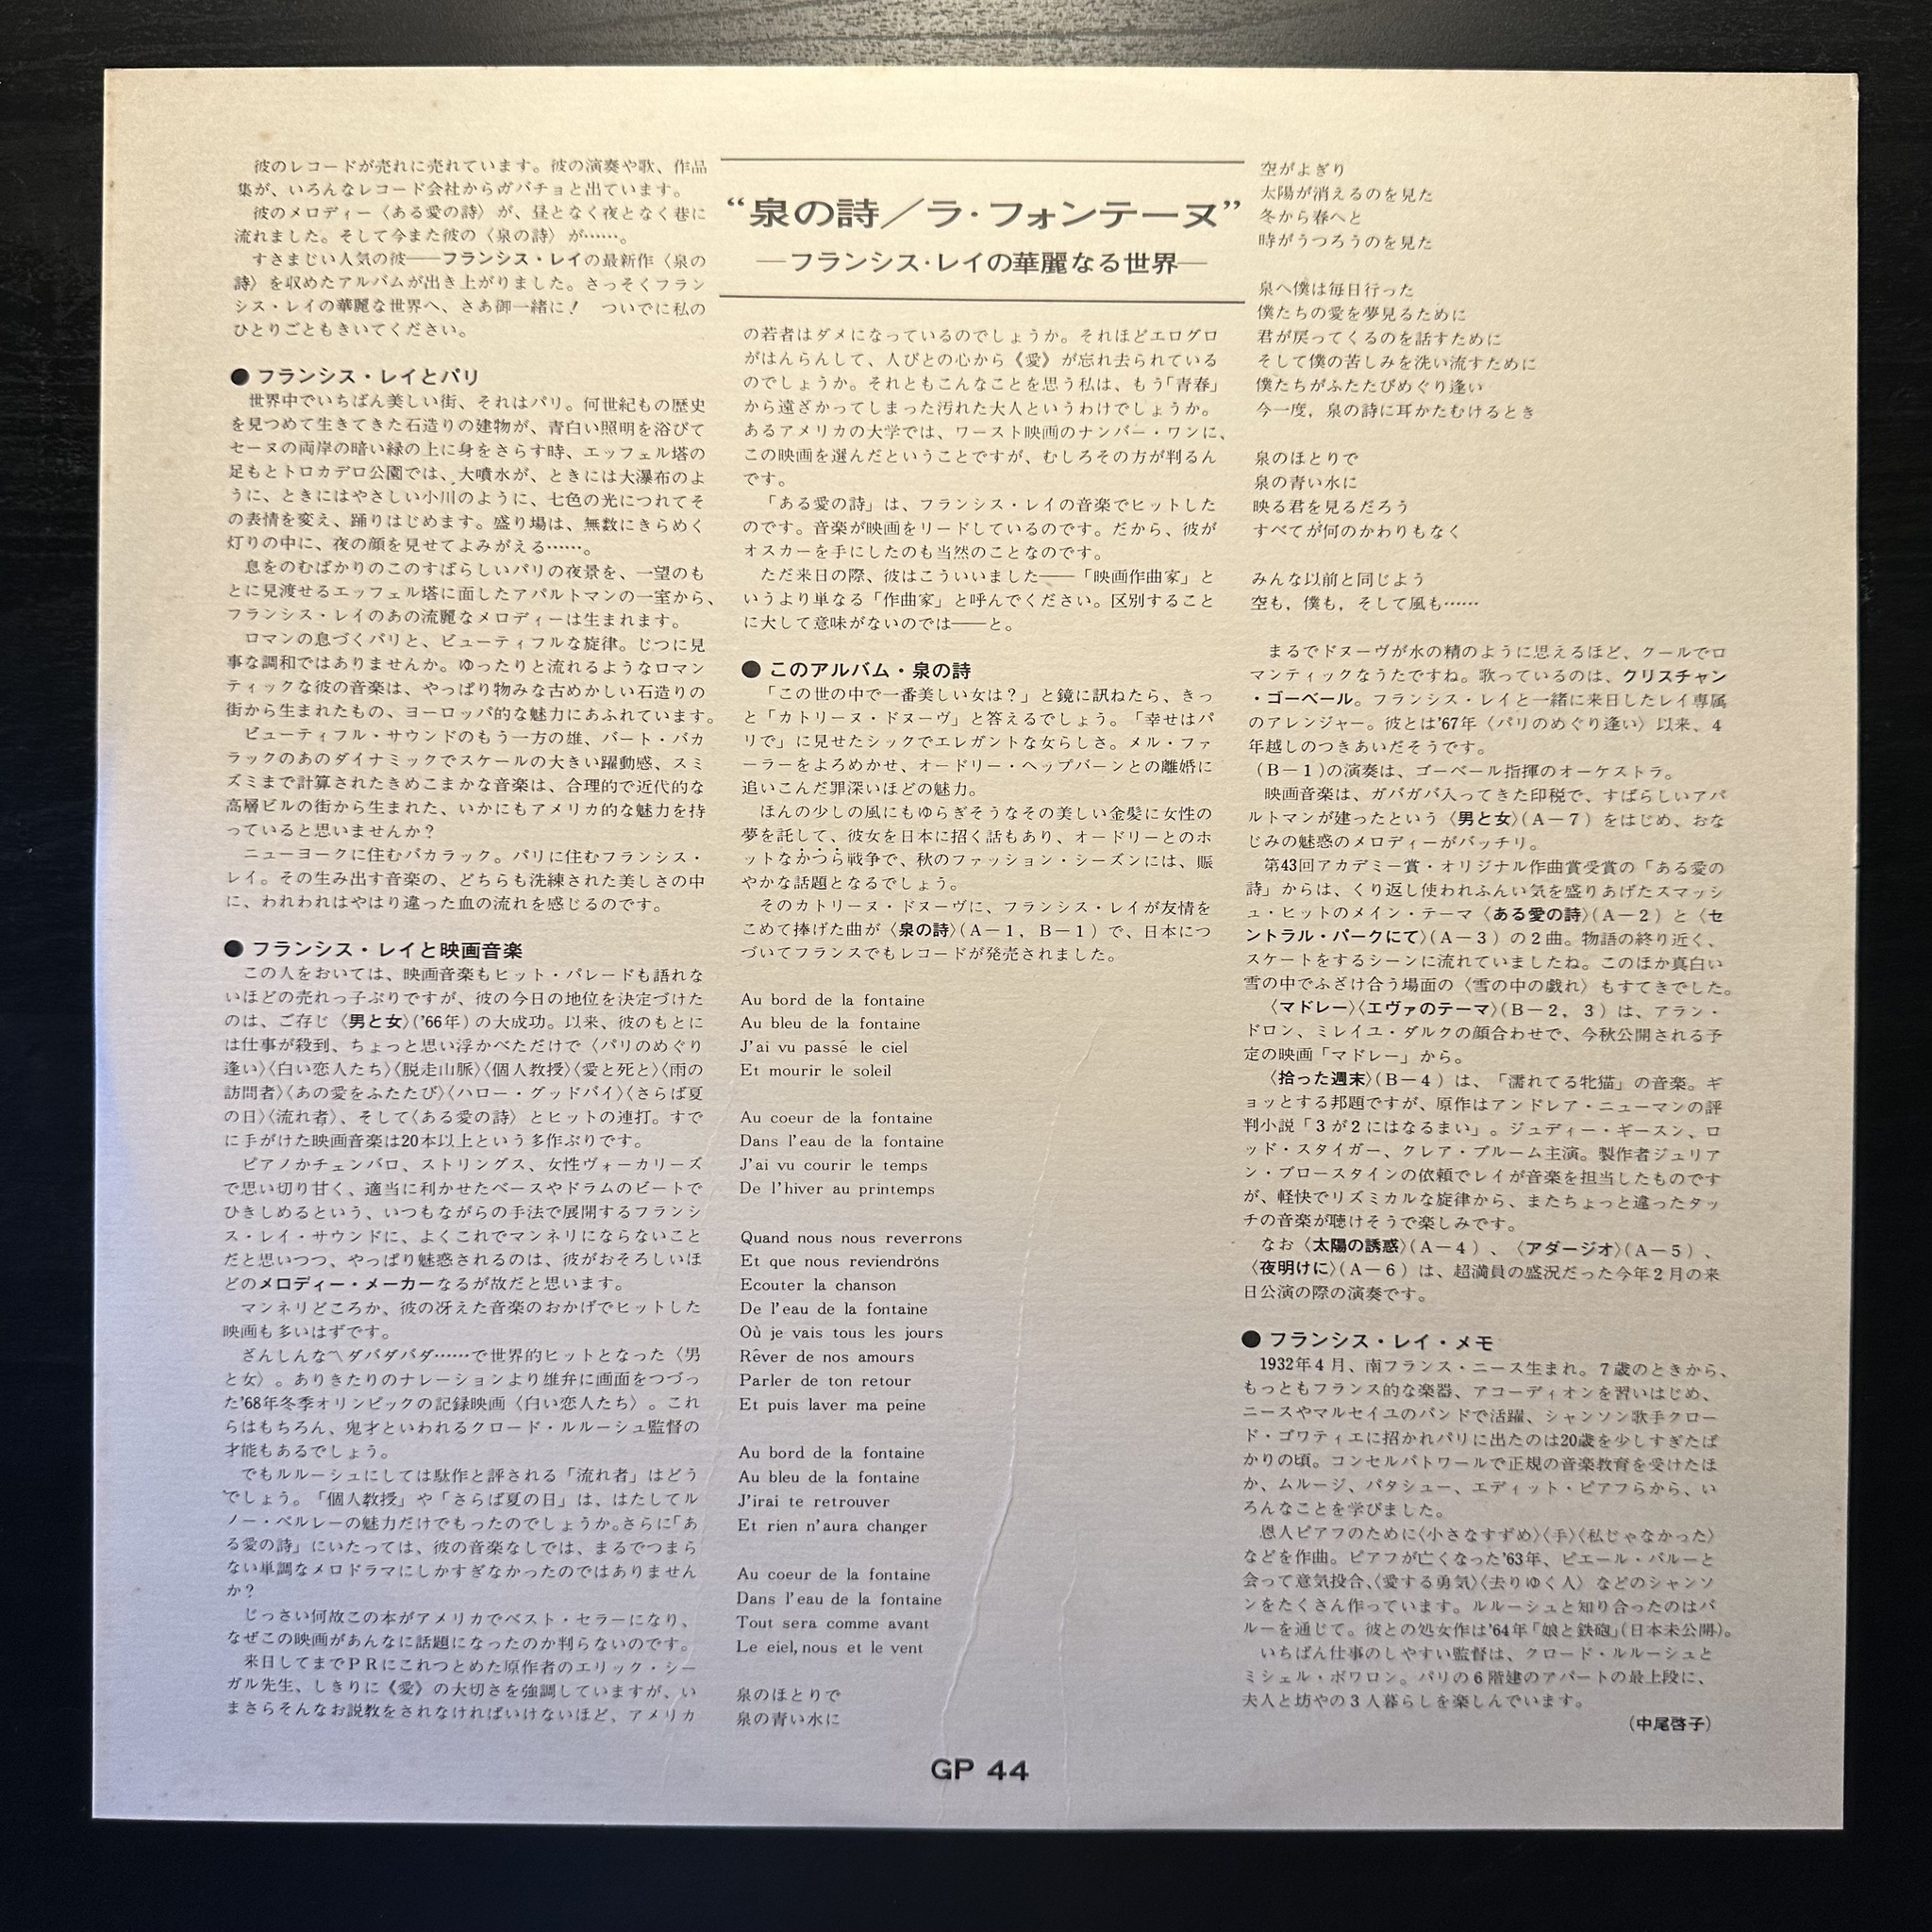 彼のレコードが売れに売れています。彼の演奏や歌、作品
集が、いろんなレコード会社からガバチョと出ています。
彼のメロディー〈ある愛の詩〉が、昼となく夜となく巷に
流れました。そして今また彼の〈泉の詩〉が……。
すさまじい人気の彼——フランシス・レイの最新作〈泉の
詩〉を収めたアルバムが出き上がりました。さっそくフラン
シス・レイの華麗な世界へ、さあ御一緒に! ついでに私の
ひとりごともきいてください。
● フランシス・レイとパリ
世界中でいちばん美しい街、それはパリ。何世紀もの歴史
を見つめて生きてきた石造りの建物が、青白い照明を浴びて
セーヌの両岸の暗い緑の上に身をさらす時、エッフェル塔の
足もとトロカデロ公園では、大噴水が、ときには大瀑布のよ
うに、ときにはやさしい小川のように、七色の光につれてそ
の表情を変え、踊りはじめます。盛り場は、無数にきらめく
灯りの中に、夜の顔を見せてよみがえる……。
息をのむばかりのこのすばらしいパリの夜景を、一望のも
とに見渡せるエッフェル塔に面したアパルトマンの一室から、
フランシス・レイのあの流麗なメロディーは生まれます。
ロマンの息づくパリと、ビューティフルな旋律。じつに見
事な調和ではありませんか。ゆったりと流れるようなロマン
ティックな彼の音楽は、やっぱり物みな古めかしい石造りの
街から生まれたもの、ヨーロッパ的な魅力にあふれています。
ビューティフル・サウンドのもう一方の雄、バート・バカ
ラックのあのダイナミックでスケールの大きい躍動感、スミ
ズミまで計算されたきめこまかな音楽は、合理的で近代的な
高層ビルの街から生まれた、いかにもアメリカ的な魅力を持
っていると思いませんか?
ニューヨークに住むバカラック。パリに住むフランシス・
レイ。その生み出す音楽の、どちらも洗練された美しさの中
に、われわれはやはり違った血の流れを感じるのです。
● フランシス・レイと映画音楽
この人をおいては、映画音楽もヒット・パレードも語れな
いほどの売れっ子ぶりですが、彼の今日の地位を決定づけた
のは、ご存じ〈男と女〉('66年)の大成功。以来、彼のもとに
は仕事が殺到、ちょっと思い浮かべただけで〈パリのめぐり
逢い〉〈白い恋人たち〉〈脱走山脈〉〈個人教授〉〈愛と死と〉〈雨の
訪問者〉〈あの愛をふたたび〉〈ハロー・グッドバイ〉〈さらば夏
の日〉〈流れ者〉、そして〈ある愛の詩〉とヒットの連打。すで
に手がけた映画音楽は20本以上という多作ぶりです。
ピアノかチェンバロ、ストリングス、女性ヴォーカリーズ
で思い切り甘く、適当に利かせたベースやドラムのビートで
ひきしめるという、いつもながらの手法で展開するフランシ
ス・レイ・サウンドに、よくこれでマンネリにならないこと
だと思いつつ、やっぱり魅惑されるのは、彼がおそろしいほ
どのメロディー・メーカーなるが故だと思います。
マンネリどころか、彼の冴えた音楽のおかげでヒットした
映画も多いはずです。
ざんしんな〽ダバダバダ……で世界的ヒットとなった〈男
と女〉。ありきたりのナレーションより雄弁に画面をつづっ
た'68年冬季オリンピックの記録映画〈白い恋人たち〉。これ
らはもちろん、鬼才といわれるクロード・ルルーシュ監督の
才能もあるでしょう。
でもルルーシュにしては駄作と評される「流れ者」はどう
でしょう。「個人教授」や「さらば夏の日」は、はたしてル
ノー・ベルレーの魅力だけでもったのでしょうか。さらに「あ
る愛の詩」にいたっては、彼の音楽なしでは、まるでつまら
ない単調なメロドラマにしかすぎなかったのではありません
か?
じっさい何故この本がアメリカでベスト・セラーになり、
なぜこの映画があんなに話題になったのか判らないのです。
来日してまでPRにこれつとめた原作者のエリック・シー
ガル先生、しきりに《愛》の大切さを強調していますが、い
まさらそんなお説教をされなければいけないほど、アメリカ
“泉の詩／ラ・フォンテーヌ”
—フランシス・レイの華麗なる世界—
の若者はダメになっているのでしょうか。それほどエログロ
がはんらんして、人びとの心から《愛》が忘れ去られている
のでしょうか。それともこんなことを思う私は、もう「青春」
から遠ざかってしまった汚れた大人というわけでしょうか。
あるアメリカの大学では、ワースト映画のナンバー・ワンに、
この映画を選んだということですが、むしろその方が判るん
です。
「ある愛の詩」は、フランシス・レイの音楽でヒットした
のです。音楽が映画をリードしているのです。だから、彼が
オスカーを手にしたのも当然のことなのです。
ただ来日の際、彼はこういいました——「映画作曲家」と
いうより単なる「作曲家」と呼んでください。区別すること
に大して意味がないのでは——と。
● このアルバム・泉の詩
「この世の中で一番美しい女は?」と鏡に訊ねたら、きっ
と「カトリーヌ・ドヌーヴ」と答えるでしょう。「幸せはパ
リで」に見せたシックでエレガントな女らしさ。メル・ファ
ーラーをよろめかせ、オードリー・ヘップバーンとの離婚に
追いこんだ罪深いほどの魅力。
ほんの少しの風にもゆらぎそうなその美しい金髪に女性の
夢を託して、彼女を日本に招く話もあり、オードリーとのホ
ットなかつら戦争で、秋のファッション・シーズンには、賑
やかな話題となるでしょう。
そのカトリーヌ・ドヌーヴに、フランシス・レイが友情を
こめて捧げた曲が〈泉の詩〉(A－1, B－1)で、日本につ
づいてフランスでもレコードが発売されました。
Au bord de la fontaine
Au bleu de la fontaine
J'ai vu passé le ciel
Et mourir le soleil
Au coeur de la fontaine
Dans l'eau de la fontaine
J'ai vu courir le temps
De l'hiver au printemps
Quand nous nous reverrons
Et que nous reviendròns
Ecouter la chanson
De l'eau de la fontaine
Où je vais tous les jours
Rêver de nos amours
Parler de ton retour
Et puis laver ma peine
Au bord de la fontaine
Au bleu de la fontaine
J'irai te retrouver
Et rien n'aura changer
Au coeur de la fontaine
Dans l'eau de la fontaine
Tout sera comme avant
Le eiel, nous et le vent
泉のほとりで
泉の青い水に
空がよぎり
太陽が消えるのを見た
冬から春へと
時がうつろうのを見た
泉へ僕は毎日行った
僕たちの愛を夢見るために
君が戻ってくるのを話すために
そして僕の苦しみを洗い流すために
僕たちがふたたびめぐり逢い
今一度, 泉の詩に耳かたむけるとき
泉のほとりで
泉の青い水に
映る君を見るだろう
すべてが何のかわりもなく
みんな以前と同じよう
空も, 僕も, そして風も……
まるでドヌーヴが水の精のように思えるほど、クールでロ
マンティックなうたですね。歌っているのは、クリスチャン
・ゴーベール。フランシス・レイと一緒に来日したレイ専属
のアレンジャー。彼とは'67年〈パリのめぐり逢い〉以来、4
年越しのつきあいだそうです。
(B－1)の演奏は、ゴーベール指揮のオーケストラ。
映画音楽は、ガバガバ入ってきた印税で、すばらしいアパ
ルトマンが建ったという〈男と女〉(A－7)をはじめ、おな
じみの魅惑のメロディーがバッチリ。
第43回アカデミー賞・オリジナル作曲賞受賞の「ある愛の
詩」からは、くり返し使われふんい気を盛りあげたスマッシ
ュ・ヒットのメイン・テーマ〈ある愛の詩〉(A－2)と〈セ
ントラル・パークにて〉(A－3)の2曲。物語の終り近く、
スケートをするシーンに流れていましたね。このほか真白い
雪の中でふざけ合う場面の〈雪の中の戯れ〉もすてきでした。
〈マドレー〉〈エヴァのテーマ〉(B－2, 3)は、アラン・
ドロン、ミレイユ・ダルクの顔合わせで、今秋公開される予
定の映画「マドレー」から。
〈拾った週末〉(B－4)は、「濡れてる牝猫」の音楽。ギ
ョッとする邦題ですが、原作はアンドレア・ニューマンの評
判小説「3が2にはなるまい」。ジュディー・ギースン、ロ
ッド・スタイガー、クレア・ブルーム主演。製作者ジュリア
ン・ブロースタインの依頼でレイが音楽を担当したものです
が、軽快でリズミカルな旋律から、またちょっと違ったタッ
チの音楽が聴けそうで楽しみです。
なお〈太陽の誘惑〉(A－4)、〈アダージオ〉(A－5)、
〈夜明けに〉(A－6)は、超満員の盛況だった今年2月の来
日公演の際の演奏です。
● フランシス・レイ・メモ
1932年4月、南フランス・ニース生まれ。7歳のときから、
もっともフランス的な楽器、アコーディオンを習いはじめ、
ニースやマルセイユのバンドで活躍、シャンソン歌手クロー
ド・ゴワティエに招かれパリに出たのは20歳を少しすぎたば
かりの頃。コンセルバトワールで正規の音楽教育を受けたほ
か、ムルージ、パタシュー、エディット・ピアフらから、い
ろんなことを学びました。
恩人ピアフのために〈小さなすずめ〉〈手〉〈私じゃなかった〉
などを作曲。ピアフが亡くなった'63年、ピエール・バルーと
会って意気投合、〈愛する勇気〉〈去りゆく人〉などのシャンソ
ンをたくさん作っています。ルルーシュと知り合ったのはバ
ルーを通じて。彼との処女作は'64年「娘と鉄砲」(日本未公開)。
いちばん仕事のしやすい監督は、クロード・ルルーシュと
ミシェル・ボワロン。パリの6階建のアパートの最上段に、
夫人と坊やの3人暮らしを楽しんでいます。
(中尾啓子)
GP 44